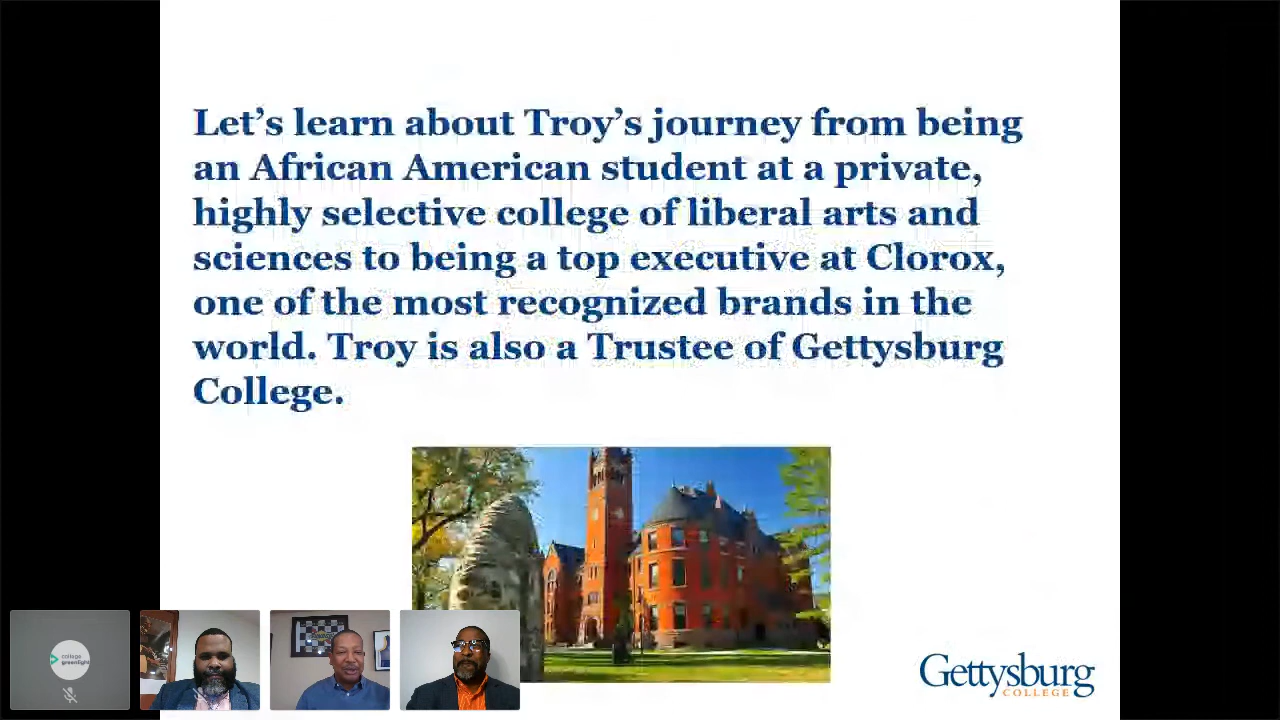 Let's learn about Troy's journey from being
an African American student at a private,
highly selective college of liberal arts and
sciences to being a top executive at Clorox,
one of the most recognized brands in the
world. Troy is also a Trustee of Gettysburg
College.
college
greenlight
Gettysburg
COLLEGE